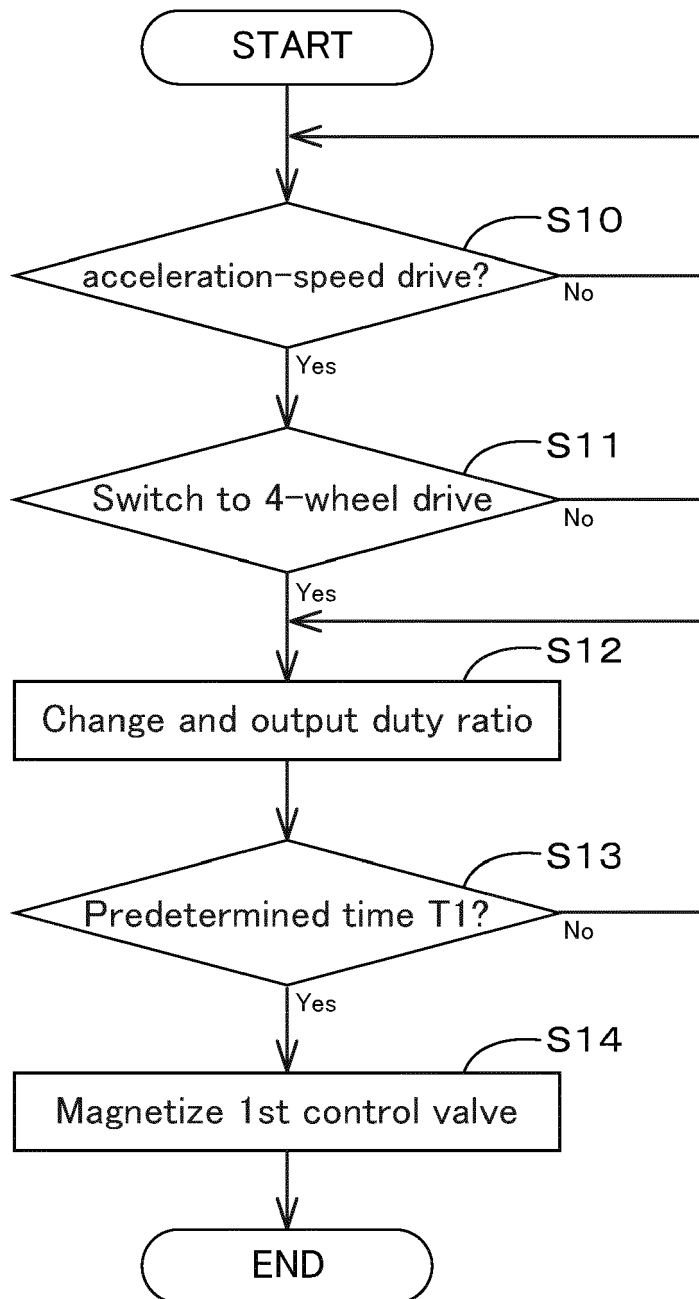 START
S10
acceleration-speed drive?
No
Yes
S11
Switch to 4-wheel drive
No
Yes
S12
Change and output duty ratio
S13
Predetermined time T1?
No
Yes
S14
Magnetize 1st control valve
END